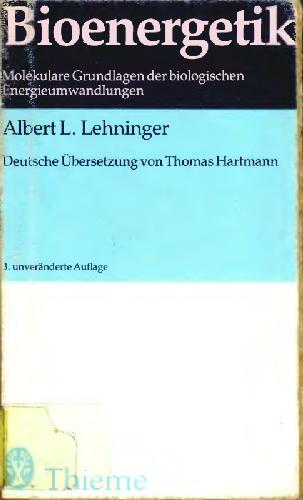 Bioenergetik
Molekulare Grundlagen der biologischen
Energieumwandlungen
Albert L. Lehninger
Deutsche Übersetzung von Thomas Hartmann
3. unveränderte Auflage
Thieme